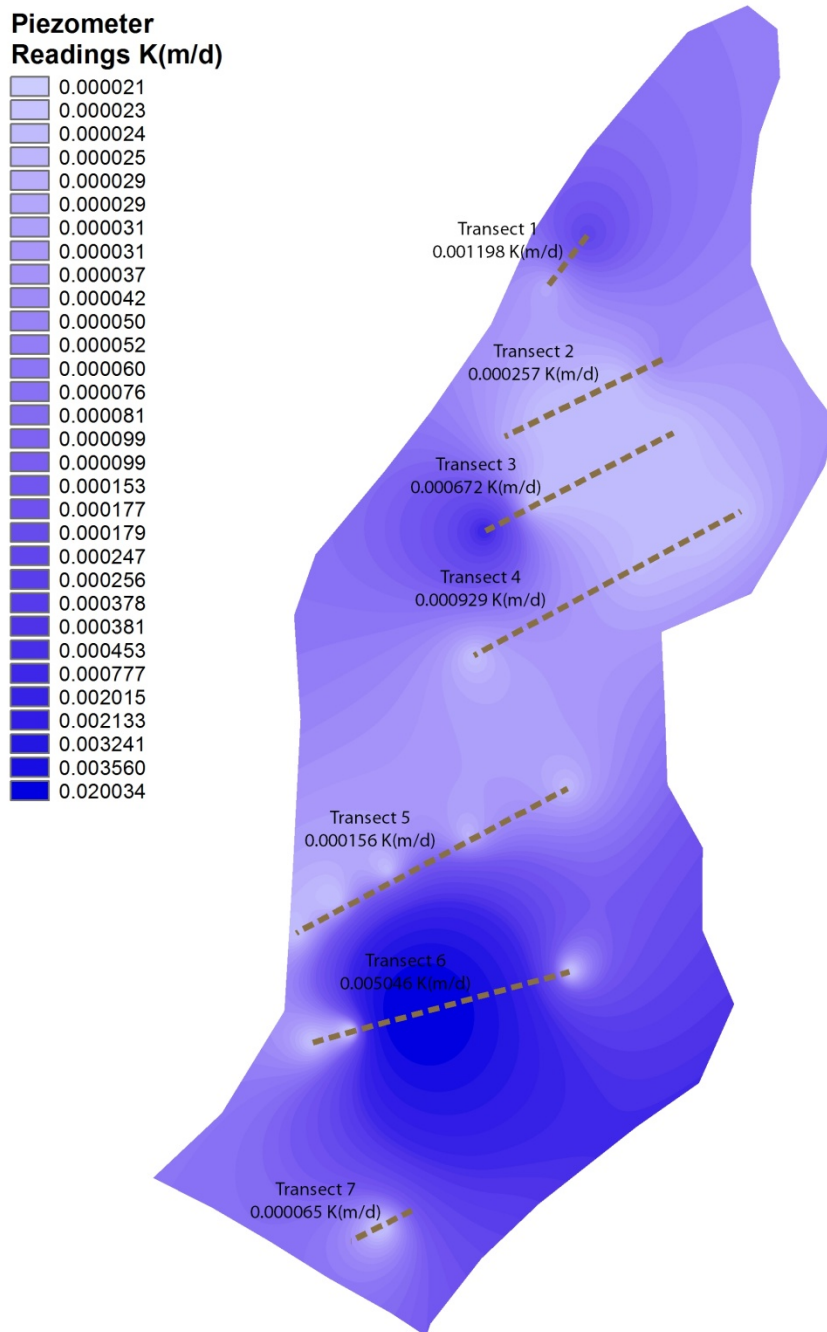 Piezometer
Readings K(m/d)
0.000021
0.000023
0.000024
0.000025
0.000029
0.000029
0.000031
0.000031
0.000037
0.000042
0.000050
0.000052
0.000060
0.000076
0.000081
0.000099
0.000099
0.000153
0.000177
0.000179
0.000247
0.000256
0.000378
0.000381
0.000453
0.000777
0.002015
0.002133
0.003241
0.003560
0.020034
Transect 1
0.001198 K(m/d)
Transect 2
0.000257 K(m/d)
Transect 3
0.000672 K(m/d)
Transect 4
0.000929 K(m/d)
Transect 5
0.000156 K(m/d)
Transect 6
0.005046 K(m/d)
Transect 7
0.000065 K(m/d)